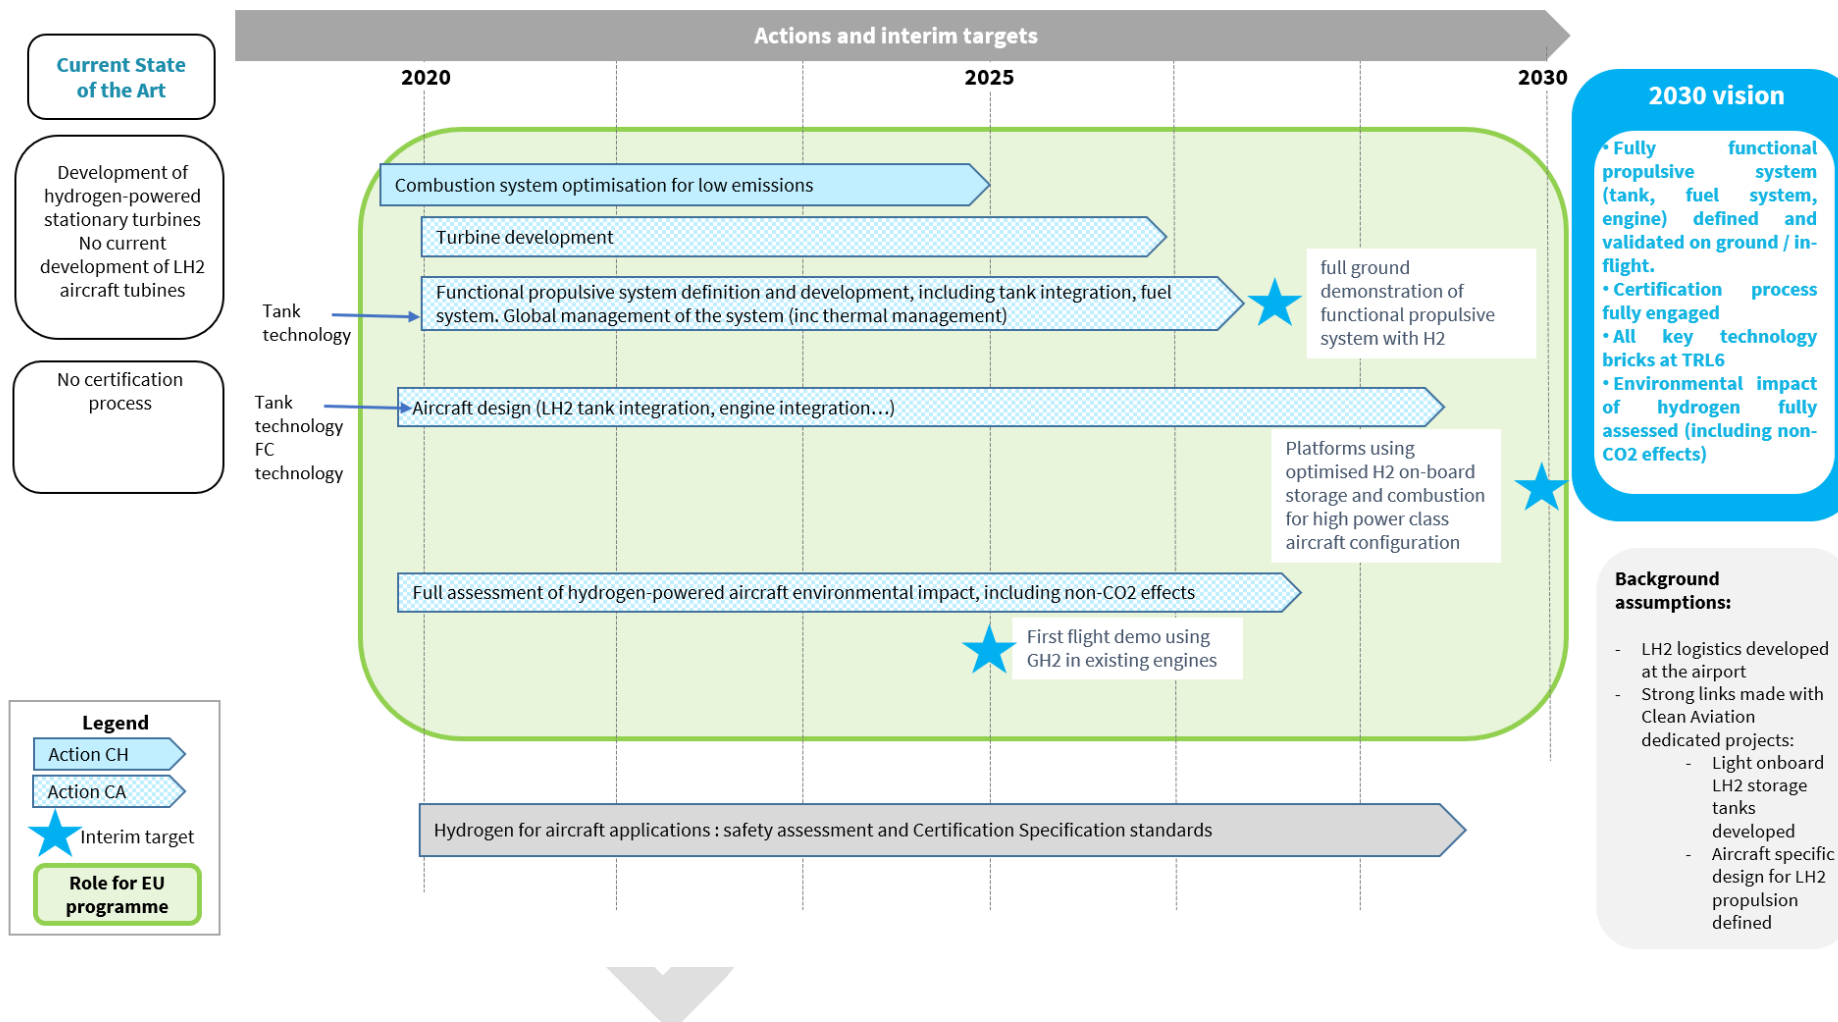 Actions and interim targets
Current State
of the Art
2020
2025
2030
Development of
hydrogen-powered
stationary turbines
No current
development of LH2
aircraft tubines
No certification
process
Combustion system optimisation for low emissions
Turbine development
Functional propulsive system definition and development, including tank integration, fuel
system. Global management of the system (inc thermal management)
Tank
technology
full ground
demonstration of
functional propulsive
system with H2
Tank
technology
FC
technology
Aircraft design (LH2 tank integration, engine integration…)
Platforms using
optimised H2 on-board
storage and combustion
for high power class
aircraft configuration
Full assessment of hydrogen-powered aircraft environmental impact, including non-CO2 effects
First flight demo using
GH2 in existing engines
Hydrogen for aircraft applications : safety assessment and Certification Specification standards
2030 vision
• Fully functional
propulsive system
(tank, fuel system,
engine) defined and
validated on ground / in-
flight.
• Certification process
fully engaged
• All key technology
bricks at TRL6
• Environmental impact
of hydrogen fully
assessed (including non-
CO2 effects)
Background
assumptions:
- LH2 logistics developed
at the airport
- Strong links made with
Clean Aviation
dedicated projects:
- Light onboard
LH2 storage
tanks
developed
- Aircraft specific
design for LH2
propulsion
defined
Legend
Action CH
Action CA
Interim target
Role for EU
programme